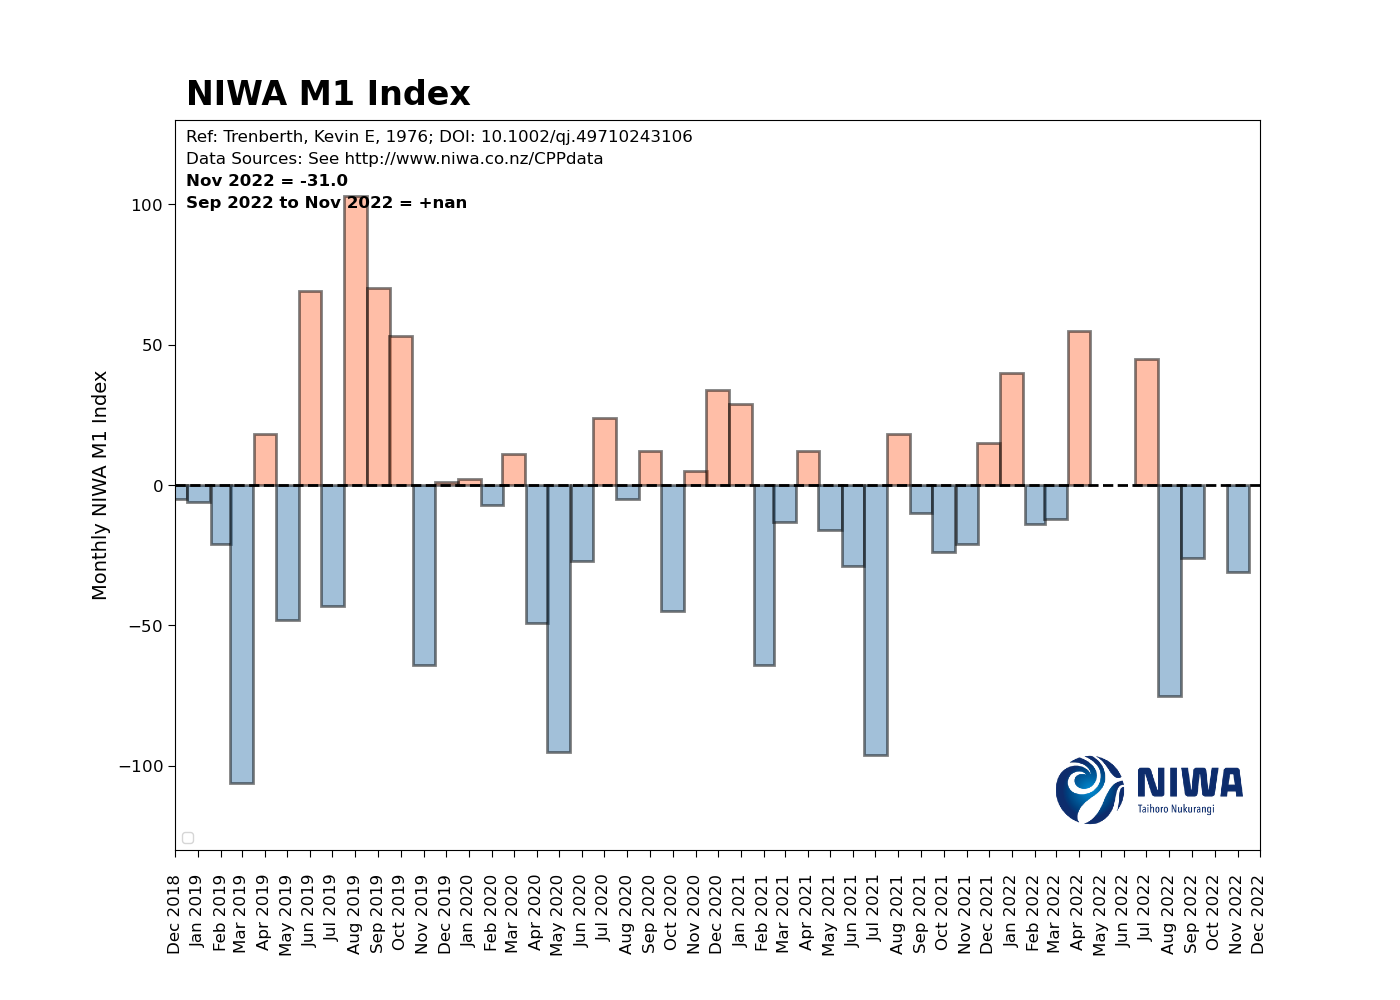 NIWA M1 Index
Ref: Trenberth, Kevin E, 1976; DOI: 10.1002/qj.49710243106
Data Sources: See http://www.niwa.co.nz/CPPdata
Nov 2022 = -31.0
Sep 2022 to Nov 2022 = +nan
Monthly NIWA M1 Index
100
50
0
−50
−100
NIWA
Taihoro Nukurangi
Dec 2018
Jan 2019
Feb 2019
Mar 2019
Apr 2019
May 2019
Jun 2019
Jul 2019
Aug 2019
Sep 2019
Oct 2019
Nov 2019
Dec 2019
Jan 2020
Feb 2020
Mar 2020
Apr 2020
May 2020
Jun 2020
Jul 2020
Aug 2020
Sep 2020
Oct 2020
Nov 2020
Dec 2020
Jan 2021
Feb 2021
Mar 2021
Apr 2021
May 2021
Jun 2021
Jul 2021
Aug 2021
Sep 2021
Oct 2021
Nov 2021
Dec 2021
Jan 2022
Feb 2022
Mar 2022
Apr 2022
May 2022
Jun 2022
Jul 2022
Aug 2022
Sep 2022
Oct 2022
Nov 2022
Dec 2022